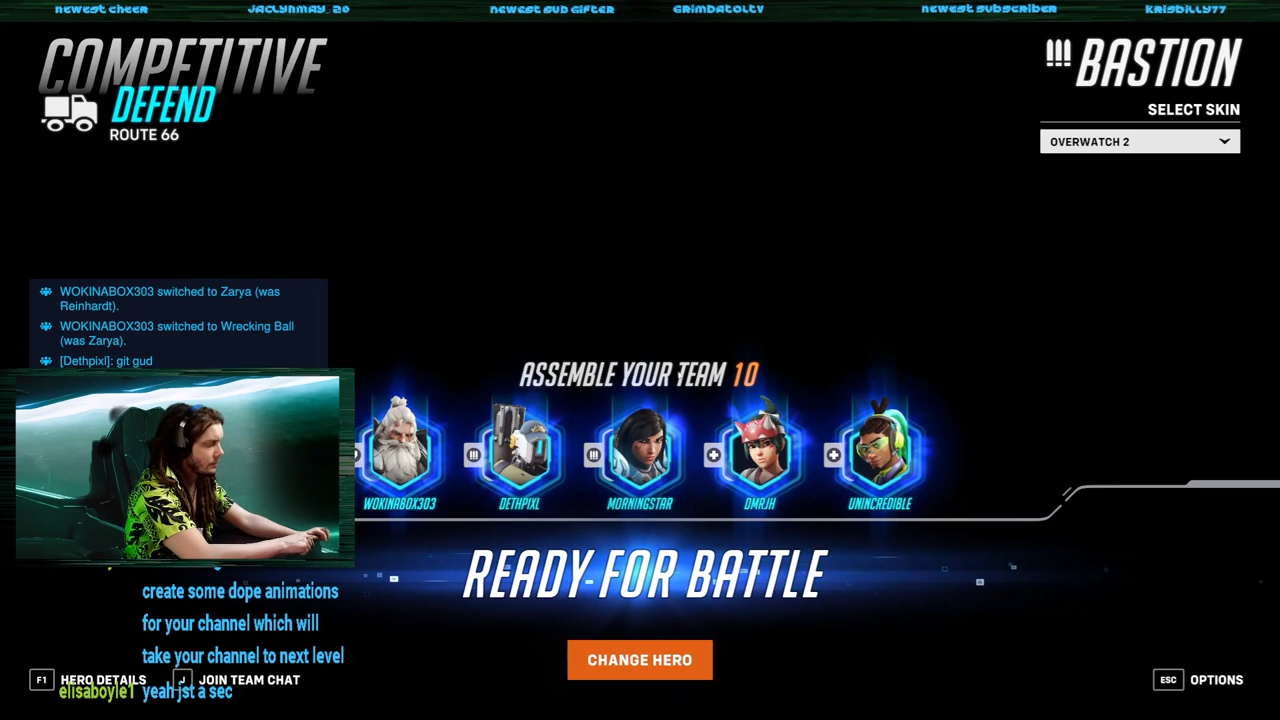 newest cheer
JACLYNMAY_20
newest sub gifter
GRIMBATOLTV
newest subscriber
KRISBILLY77
COMPETITIVE
DEFEND
ROUTE 66
BASTION
SELECT SKIN
OVERWATCH 2
WOKINABOX303 switched to Zarya (was
Reinhardt).
WOKINABOX303 switched to Wrecking Ball
(was Zarya).
[Dethpixl]: git gud
ASSEMBLE YOUR TEAM 10
WOKINABOX303
DETHPIXL
MORNINGSTAR
DMRJH
UNINCREDIBLE
READY FOR BATTLE
create some dope animations
for your channel which will
take your channel to next level
elisaboyle1 yeah jst a sec
CHANGE HERO
F1 HERO DETAILS
J JOIN TEAM CHAT
ESC OPTIONS